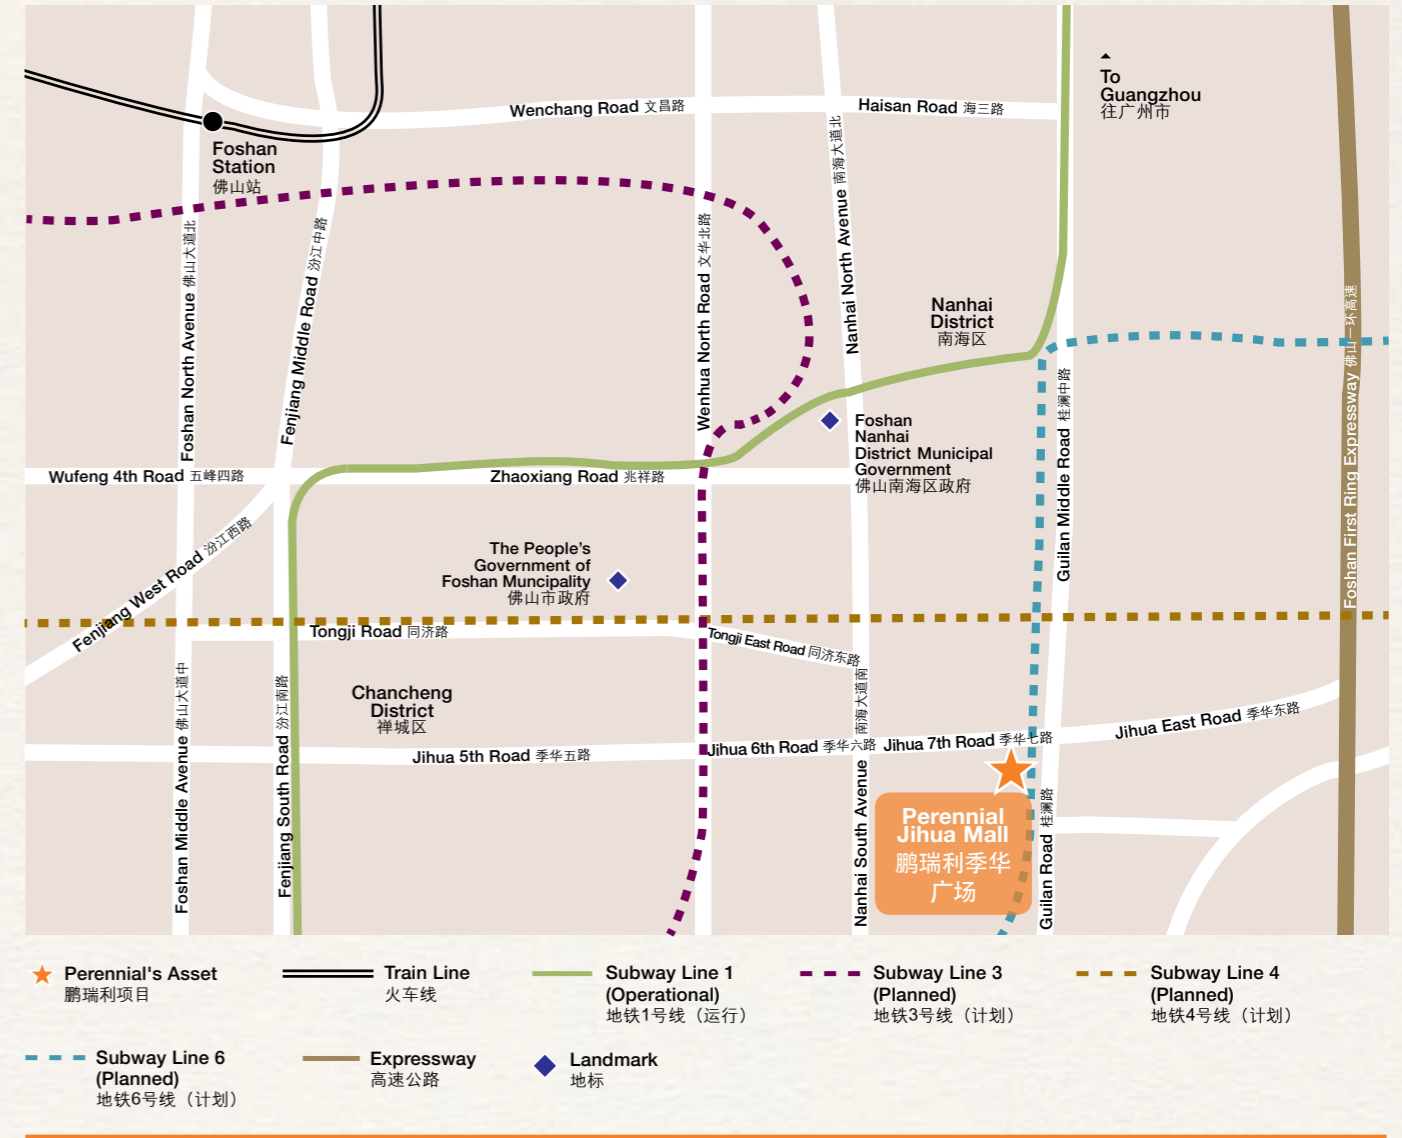 To
Guangzhou
往广州市
Wenchang Road 文昌路
Haisan Road 海三路
Foshan
Station
佛山站
Foshan North Avenue 佛山大道北
Fenjiang Middle Road 汾江中路
Wenhua North Road 文华北路
Nanhai North Avenue 南海大道北
Nanhai
District
南海区
Foshan First Ring Expressway 佛山一环高速
Guilan Middle Road 桂澜中路
Foshan
Nanhai
District Municipal
Government
佛山南海区政府
Wufeng 4th Road 五峰四路
Zhaoxiang Road 兆祥路
Fenjiang West Road 汾江西路
The People’s
Government of
Foshan Muncipality
佛山市政府
Tongji Road 同济路
Tongji East Road 同济东路
Foshan Middle Avenue 佛山大道中
Fenjiang South Road 汾江南路
Chancheng
District
禅城区
Nanhai South Avenue 南海大道南
Jihua 5th Road 季华五路
Jihua 6th Road 季华六路
Jihua 7th Road 季华七路
Jihua East Road 季华东路
Perennial
Jihua Mall
鹏瑞利季华
广场
Guilan Road 桂澜路
Perennial's Asset
鹏瑞利项目
Train Line
火车线
Subway Line 1
(Operational)
地铁1号线（运行）
Subway Line 3
(Planned)
地铁3号线（计划）
Subway Line 4
(Planned)
地铁4号线（计划）
Subway Line 6
(Planned)
地铁6号线（计划）
Expressway
高速公路
Landmark
地标